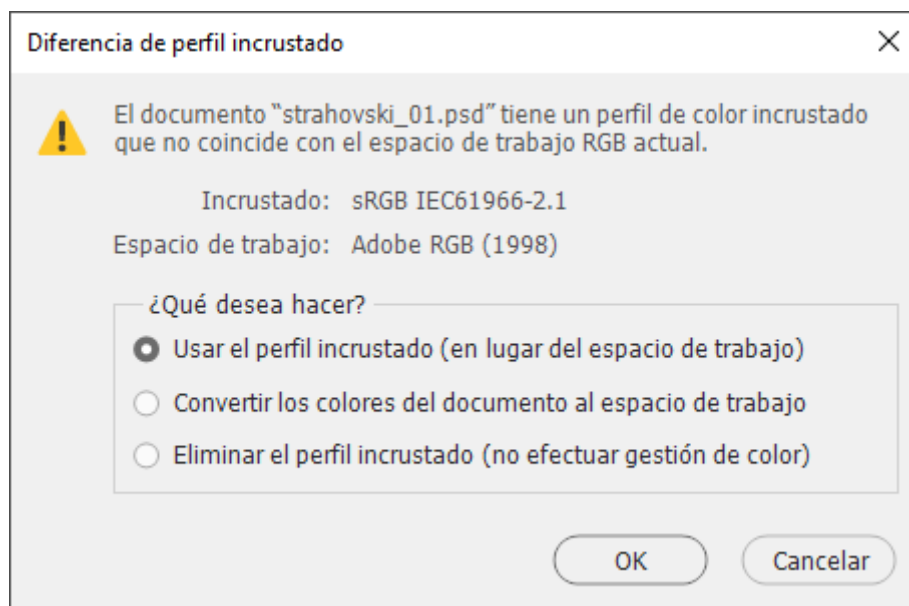 Diferencia de perfil incrustado
El documento “strahovski_01.psd” tiene un perfil de color incrustado
que no coincide con el espacio de trabajo RGB actual.
Incrustado: sRGB IEC61966-2.1
Espacio de trabajo: Adobe RGB (1998)
¿Qué desea hacer?
Usar el perfil incrustado (en lugar del espacio de trabajo)
Convertir los colores del documento al espacio de trabajo
Eliminar el perfil incrustado (no efectuar gestión de color)
OK Cancelar